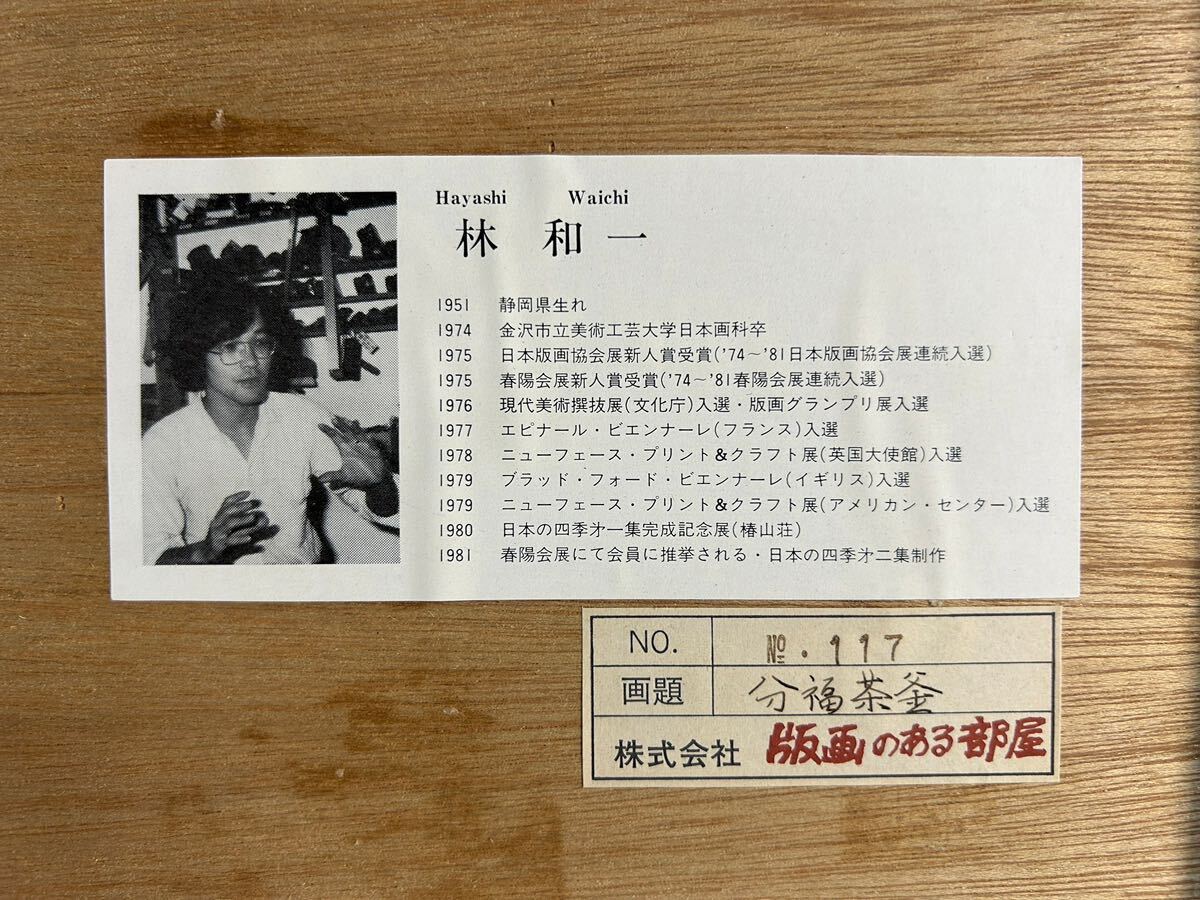 Hayashi Waichi
林 和一
1951 静岡県生れ
1974 金沢市立美術工芸大学日本画科卒
1975 日本版画協会展新人賞受賞('74～'81日本版画協会展連続入選)
1975 春陽会展新人賞受賞('74～'81春陽会展連続入選)
1976 現代美術撰抜展(文化庁)入選・版画グランプリ展入選
1977 エピナール・ビエンナーレ(フランス)入選
1978 ニューフェース・プリント&クラフト展(英国大使館)入選
1979 ブラッド・フォード・ビエンナーレ(イギリス)入選
1979 ニューフェース・プリント&クラフト展(アメリカン・センター)入選
1980 日本の四季㐧一集完成記念展(椿山荘)
1981 春陽会展にて会員に推挙される・日本の四季㐧二集制作
NO. №.117
画題 分福茶釜
株式会社 版画のある部屋